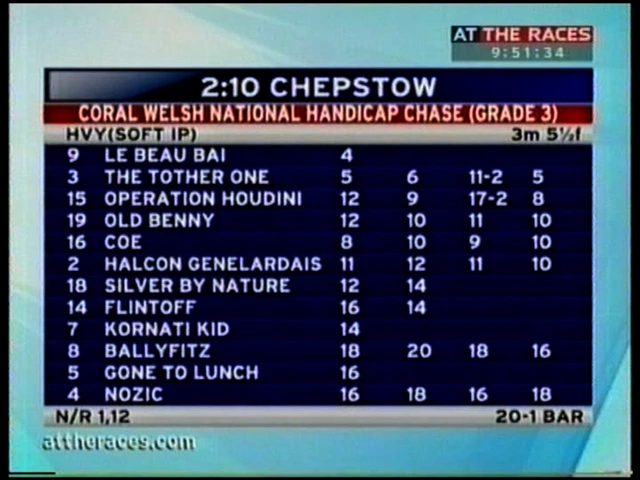 AT THE RACES
9:51:34
2:10 CHEPSTOW
CORAL WELSH NATIONAL HANDICAP CHASE (GRADE 3)
HVY(SOFT IP) 3m 5½f
9 LE BEAU BAI 4
3 THE TOTHER ONE 5 6 11-2 5
15 OPERATION HOUDINI 12 9 17-2 8
19 OLD BENNY 12 10 11 10
16 COE 8 10 9 10
2 HALCON GENELARDAIS 11 12 11 10
18 SILVER BY NATURE 12 14
14 FLINTOFF 16 14
7 KORNATI KID 14
8 BALLYFITZ 18 20 18 16
5 GONE TO LUNCH 16
4 NOZIC 16 18 16 18
N/R 1,12 20-1 BAR
attheraces.com